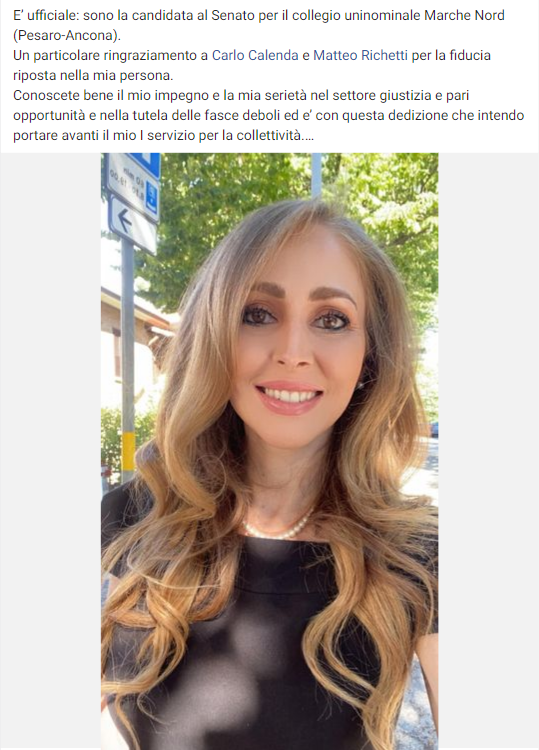 E' ufficiale: sono la candidata al Senato per il collegio uninominale Marche Nord
(Pesaro-Ancona).
Un particolare ringraziamento a Carlo Calenda e Matteo Richetti per la fiducia
riposta nella mia persona.
Conoscete bene il mio impegno e la mia serietà nel settore giustizia e pari
opportunità e nella tutela delle fasce deboli ed e' con questa dedizione che intendo
portare avanti il mio I servizio per la collettività....